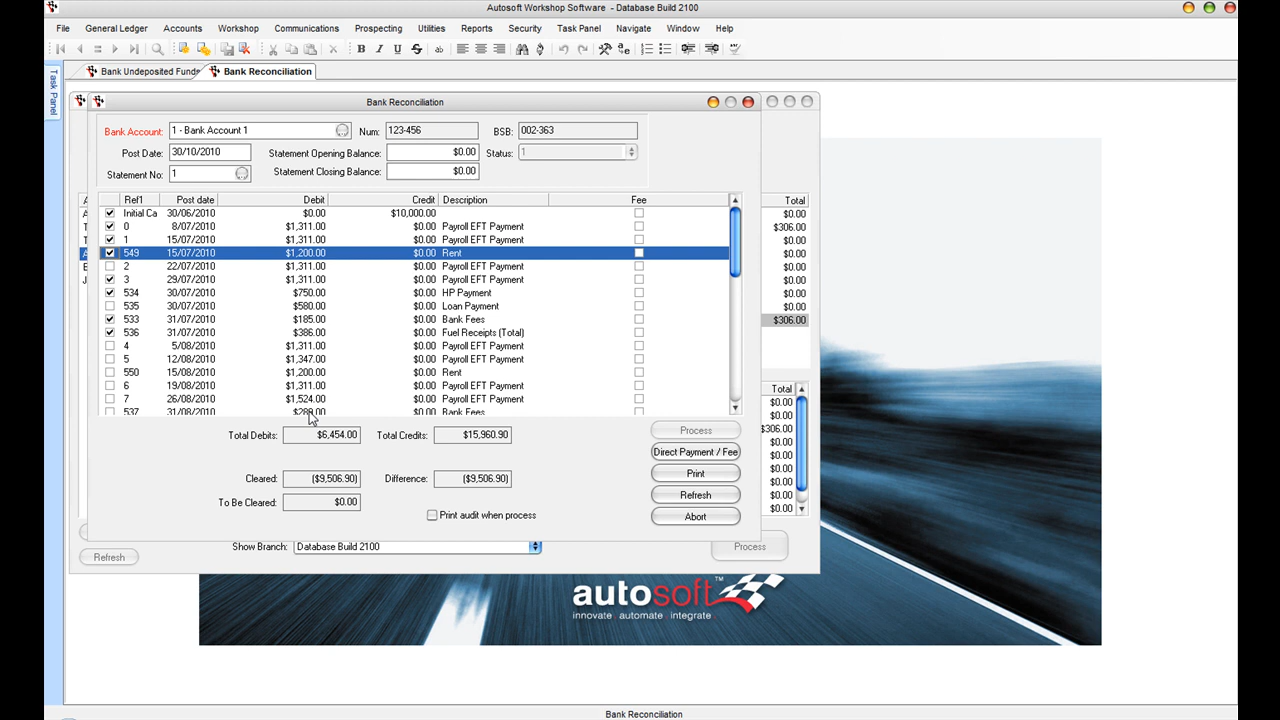 Autosoft Workshop Software - Database Build 2100
File General Ledger Accounts Workshop Communications Prospecting Utilities Reports Security Task Panel Navigate Window Help
Bank Undeposited Funds Bank Reconciliation
Task Panel
Bank Reconciliation
Bank Account: 1 - Bank Account 1 Num: 123-456 BSB: 002-363
Post Date: 30/10/2010 Statement Opening Balance: $0.00 Status: 1
Statement No: 1 Statement Closing Balance: $0.00
Ref1 Post date Debit Credit Description Fee Total
Initial Ca 30/06/2010 $0.00 $10,000.00 $0.00
0 8/07/2010 $1,311.00 $0.00 Payroll EFT Payment $306.00
1 15/07/2010 $1,311.00 $0.00 Payroll EFT Payment $0.00
549 15/07/2010 $1,200.00 $0.00 Rent $0.00
2 22/07/2010 $1,311.00 $0.00 Payroll EFT Payment $0.00
3 29/07/2010 $1,311.00 $0.00 Payroll EFT Payment $0.00
534 30/07/2010 $750.00 $0.00 HP Payment $0.00
535 30/07/2010 $580.00 $0.00 Loan Payment $0.00
533 31/07/2010 $185.00 $0.00 Bank Fees $306.00
536 31/07/2010 $386.00 $0.00 Fuel Receipts (Total)
4 5/08/2010 $1,311.00 $0.00 Payroll EFT Payment
5 12/08/2010 $1,347.00 $0.00 Payroll EFT Payment
550 15/08/2010 $1,200.00 $0.00 Rent
6 19/08/2010 $1,311.00 $0.00 Payroll EFT Payment Total
7 26/08/2010 $1,524.00 $0.00 Payroll EFT Payment $0.00
537 31/08/2010 $0.00 Bank Fees $0.00
$306.00
Total Debits: $6,454.00 Total Credits: $15,960.90 Process
$0.00
Direct Payment / Fee $0.00
Cleared: ($9,506.90) Difference: ($9,506.90) Print $0.00
To Be Cleared: $0.00 Refresh $0.00
$0.00
Print audit when process Abort
Refresh Show Branch: Database Build 2100 Process
autosoft™
innovate . automate . integrate
Bank Reconciliation